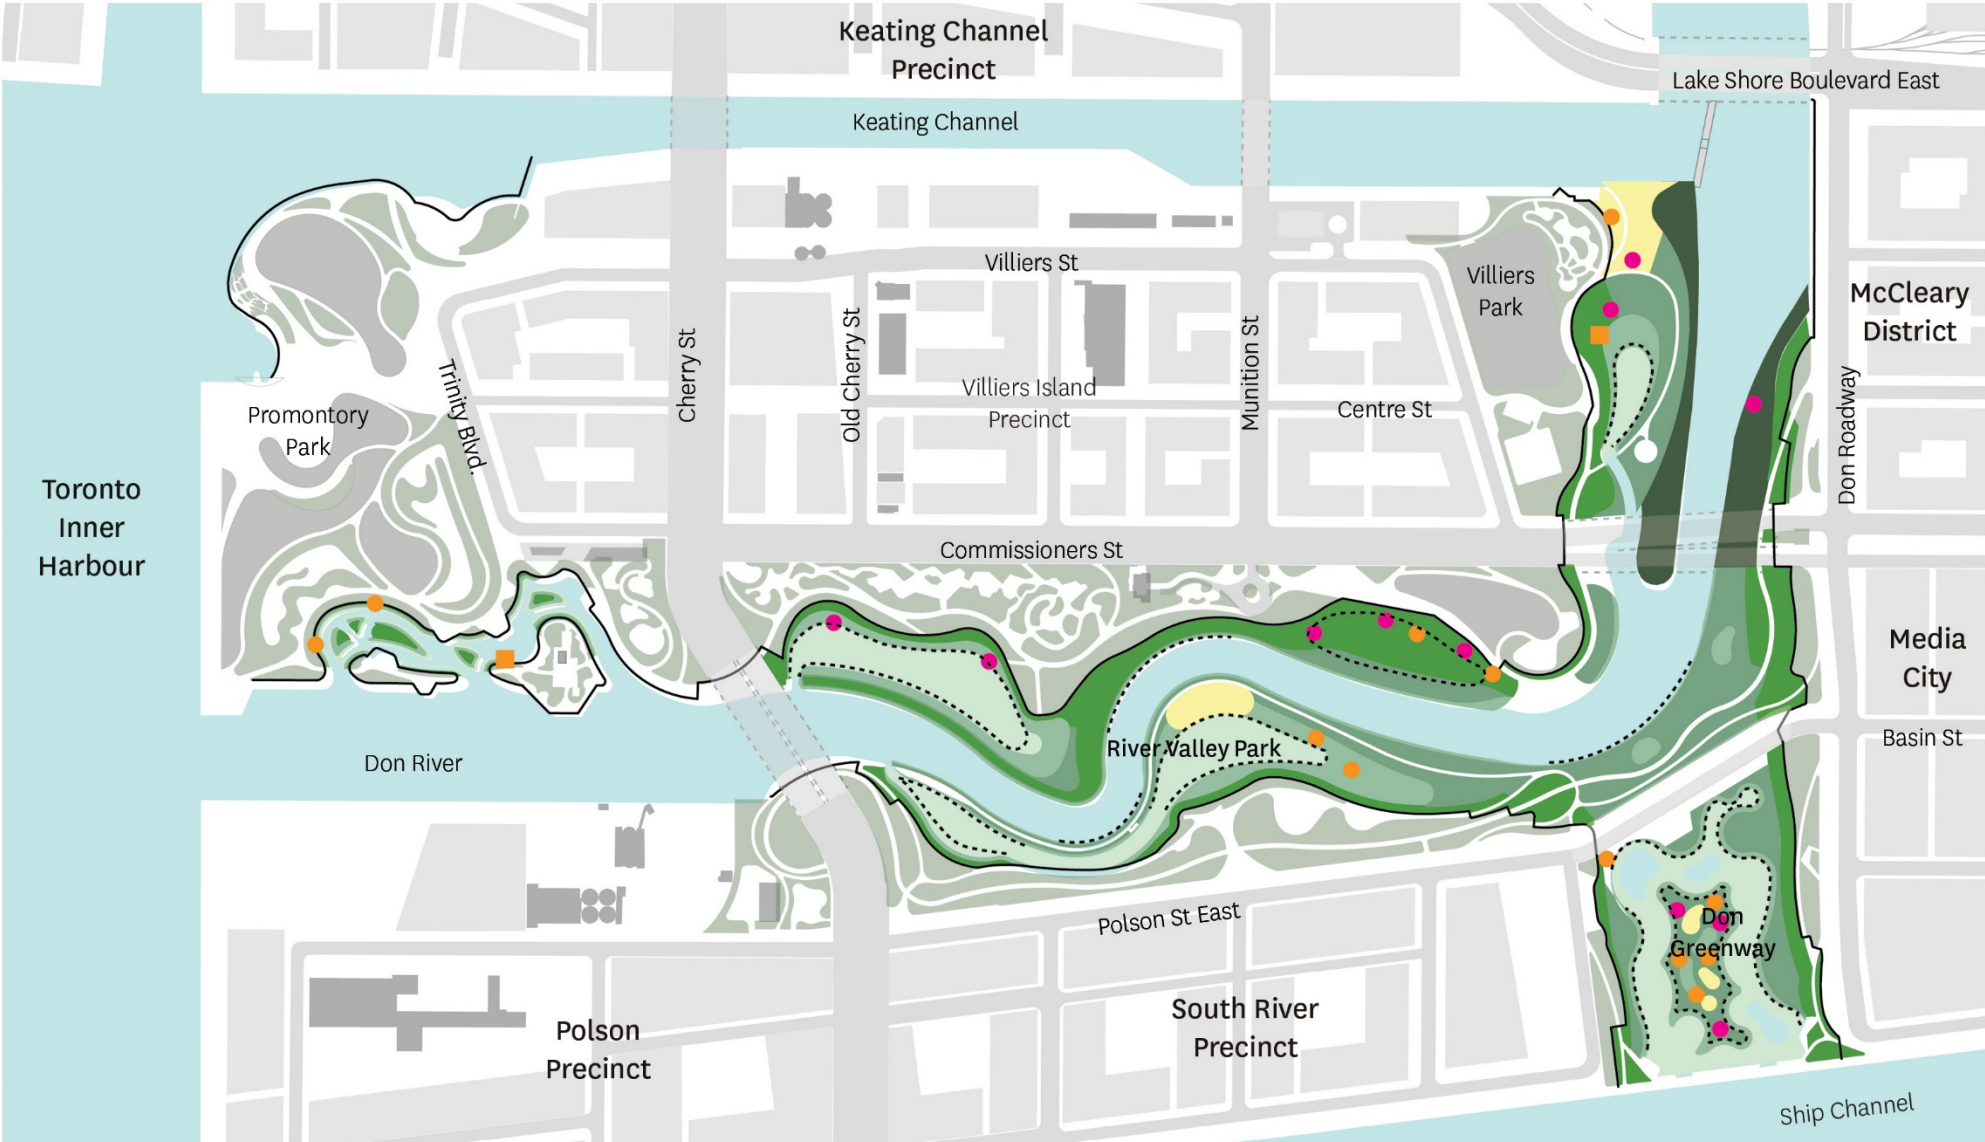 Keating Channel
Precinct
Lake Shore Boulevard East
Keating Channel
Villiers St
Villiers
Park
McCleary
District
Cherry St
Old Cherry St
Munition St
Villiers Island
Precinct
Centre St
Trinity Blvd.
Promontory
Park
Don Roadway
Toronto
Inner
Harbour
Commissioners St
Media
City
Basin St
River Valley Park
Don River
Don
Greenway
Polson St East
South River
Precinct
Polson
Precinct
Ship Channel